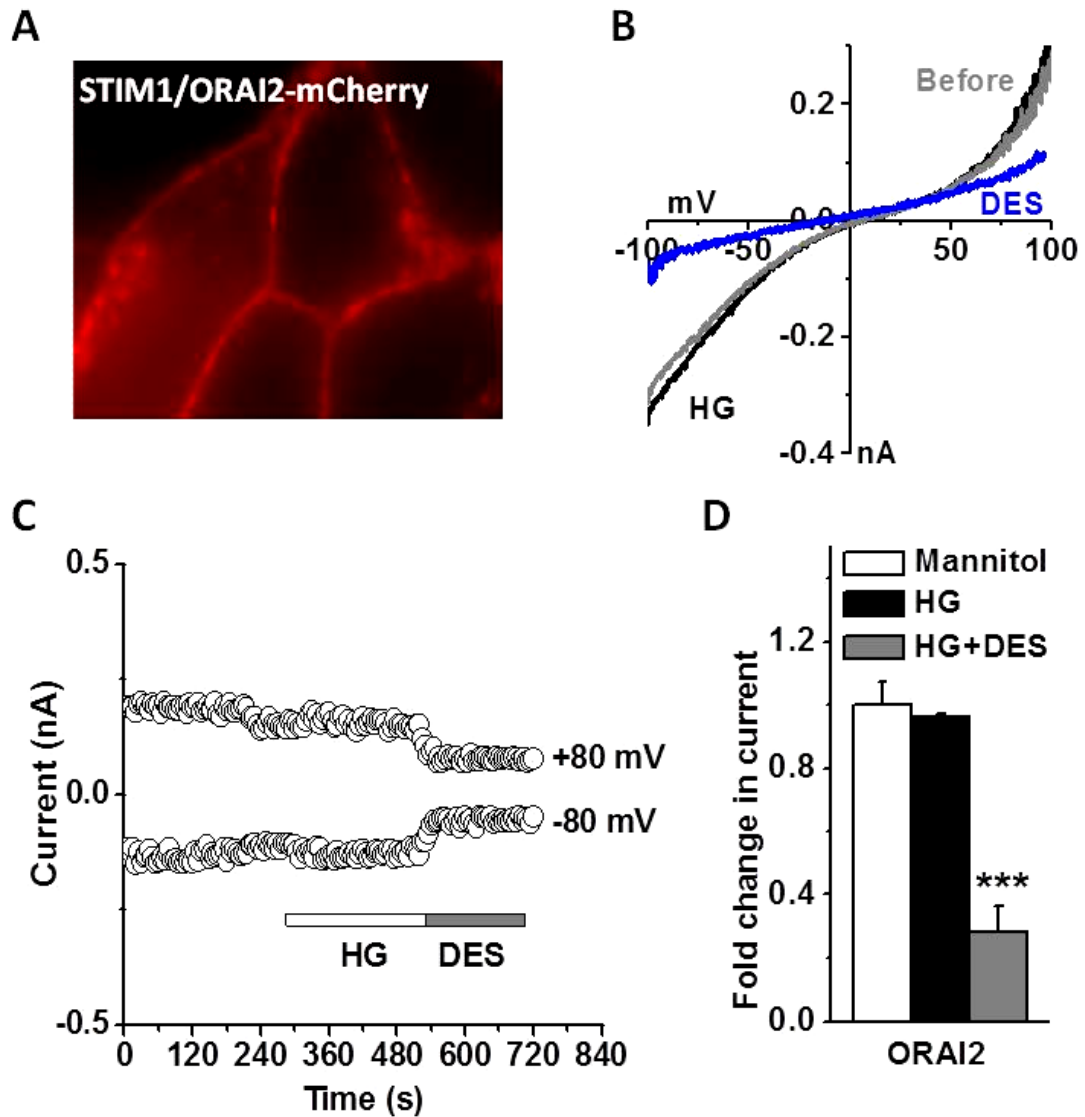 A
STIM1/ORAI2-mCherry
B
Before
0.2
mV
0.0
DES
-100
-50
50
100
-0.2
HG
-0.4
nA
C
0.5
0.0
-0.5
Current (nA)
+80 mV
-80 mV
HG
DES
0 120 240 360 480 600 720 840
Time (s)
D
Mannitol
HG
HG+DES
1.2
0.8
0.4
0.0
Fold change in current
***
ORAI2